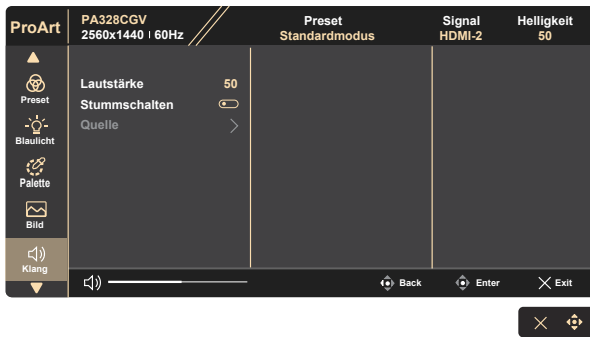 ProArt
PA328CGV
2560x1440 | 60Hz
Preset
Standardmodus
Signal
HDMI-2
Helligkeit
50
Preset
Blaulicht
Palette
Bild
Klang
Lautstärke 50
Stummschalten
Quelle
Back
Enter
Exit